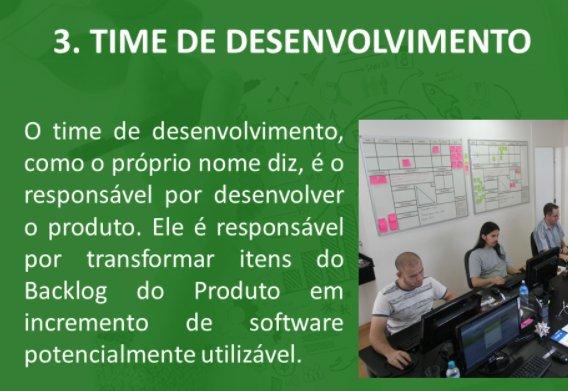 3. TIME DE DESENVOLVIMENTO
O time de desenvolvimento,
como o próprio nome diz, é o
responsável por desenvolver
o produto. Ele é responsável
por transformar itens do
Backlog do Produto em
incremento de software
potencialmente utilizável.